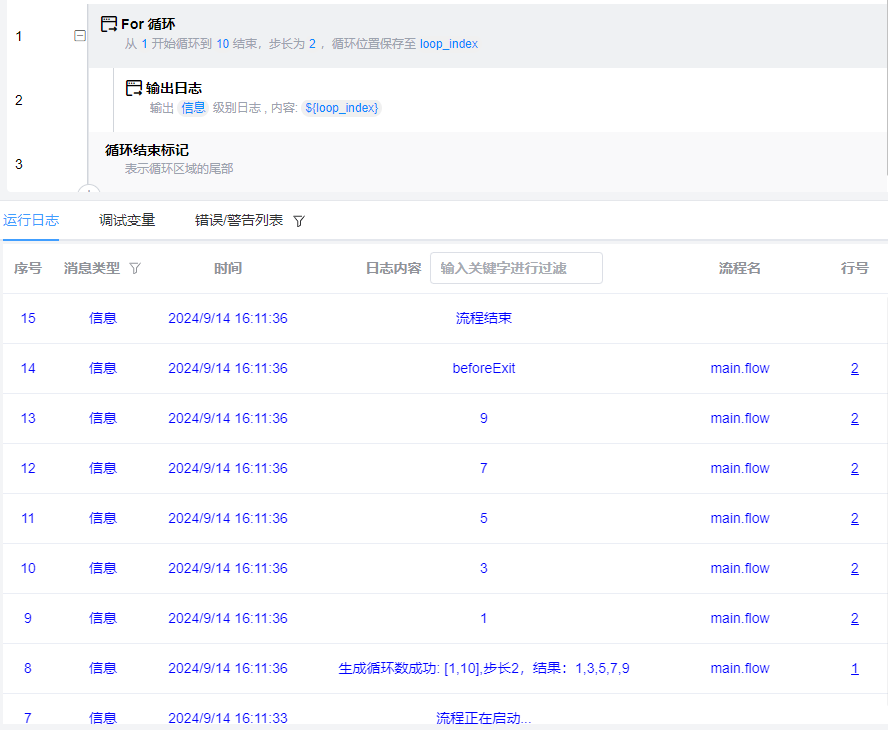 1
For 循环
从 1 开始循环到 10 结束，步长为 2 ，循环位置保存至 loop_index
2
输出日志
输出 信息 级别日志 , 内容: ${loop_index}
3
循环结束标记
表示循环区域的尾部
运行日志 调试变量 错误/警告列表
序号 消息类型 时间 日志内容 输入关键字进行过滤 流程名 行号
15 信息 2024/9/14 16:11:36 流程结束
14 信息 2024/9/14 16:11:36 beforeExit main.flow 2
13 信息 2024/9/14 16:11:36 9 main.flow 2
12 信息 2024/9/14 16:11:36 7 main.flow 2
11 信息 2024/9/14 16:11:36 5 main.flow 2
10 信息 2024/9/14 16:11:36 3 main.flow 2
9 信息 2024/9/14 16:11:36 1 main.flow 2
8 信息 2024/9/14 16:11:36 生成循环数成功: [1,10],步长2，结果：1,3,5,7,9 main.flow 1
7 信息 2024/9/14 16:11:33 流程正在启动...